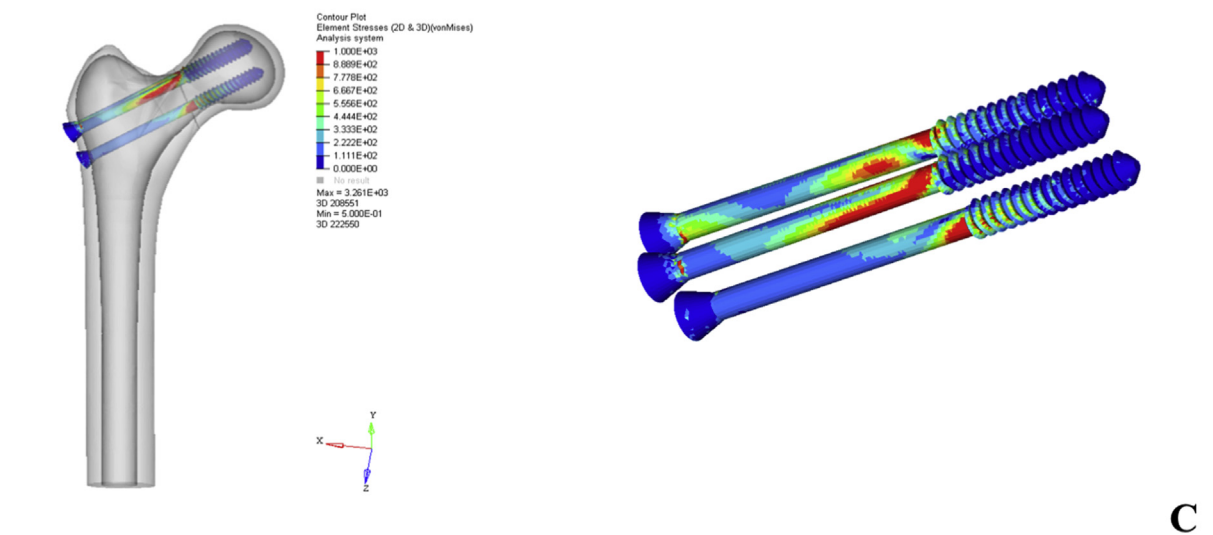 Contour Plot
Element Stresses (2D & 3D)(vonMises)
Analysis system
1.000E+03
8.889E+02
7.778E+02
6.667E+02
5.556E+02
4.444E+02
3.333E+02
2.222E+02
1.111E+02
0.000E+00
No result
Max = 3.261E+03
3D 208551
Min = 5.000E-01
3D 222550
Y
X
Z
C